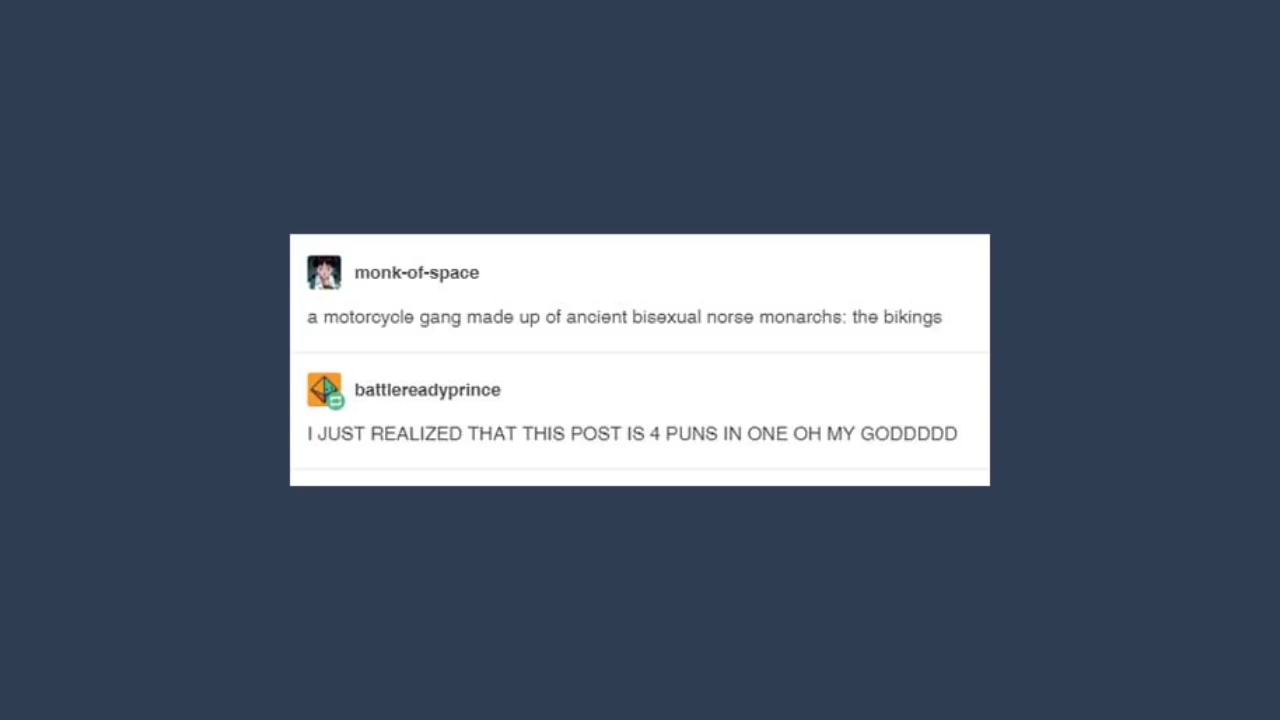 monk-of-space
a motorcycle gang made up of ancient bisexual norse monarchs: the bikings
battlereadyprince
I JUST REALIZED THAT THIS POST IS 4 PUNS IN ONE OH MY GODDDDD